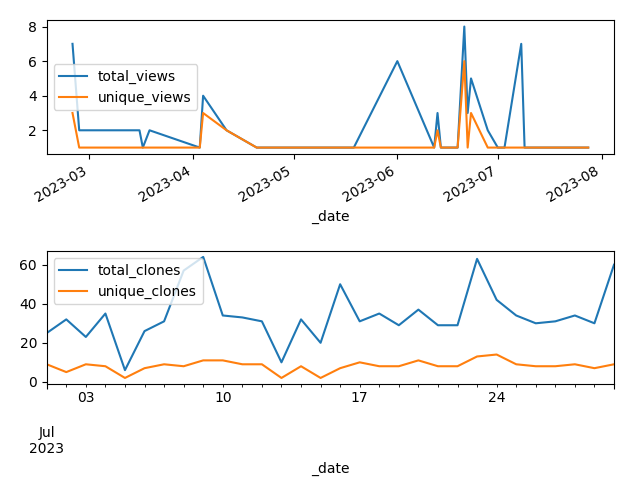 8
6
4
2
total_views
unique_views
2023-03
2023-04
2023-05
2023-06
2023-07
2023-08
_date
60
40
20
0
total_clones
unique_clones
03
10
17
24
Jul
2023
_date